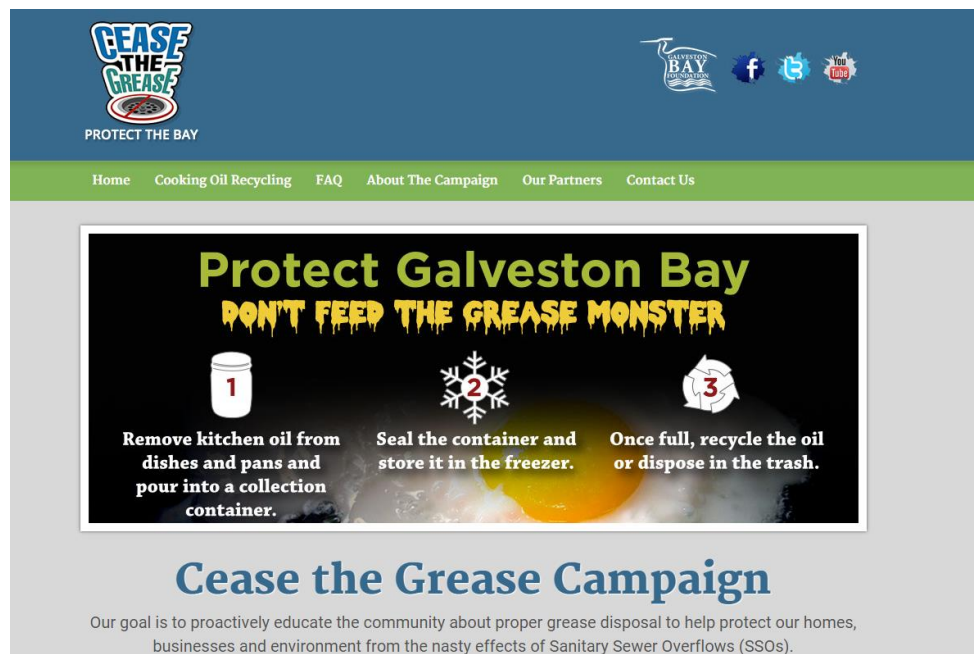 CEASE
THE
GREASE
PROTECT THE BAY
GALVESTON
BAY
FOUNDATION
f
You
Tube
Home Cooking Oil Recycling FAQ About The Campaign Our Partners Contact Us
Protect Galveston Bay
DON'T FEED THE GREASE MONSTER
1
Remove kitchen oil from
dishes and pans and
pour into a collection
container.
2
Seal the container and
store it in the freezer.
3
Once full, recycle the oil
or dispose in the trash.
Cease the Grease Campaign
Our goal is to proactively educate the community about proper grease disposal to help protect our homes,
businesses and environment from the nasty effects of Sanitary Sewer Overflows (SSOs).